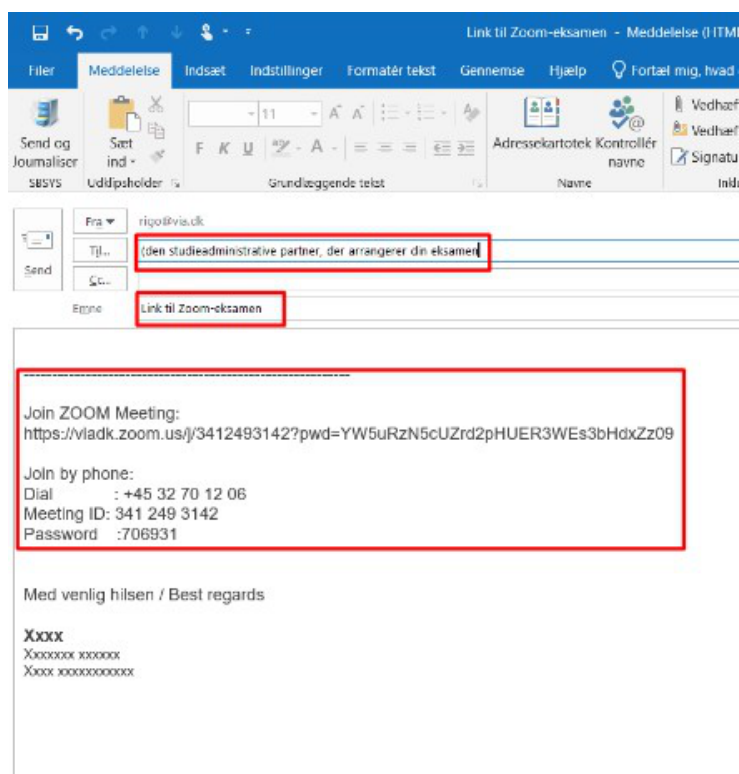 Link til Zoom-eksamen - Meddelelse (HTML
Filer Meddelelse Indsæt Indstillinger Formatér tekst Gennemse Hjælp Fortæl mig, hvad
Send og Journaliser
Sæt ind
11
F K U
A
Adressekartotek
Kontrollér navne
Vedhæf
Vedhæf
Signatu
SBSYS Udklipsholder Grundlæggende tekst Navne Inklu
Fra rigo@via.dk
Til... (den studieadministrative partner, der arrangerer din eksamen
Send
Cc...
Emne Link til Zoom-eksamen
Join ZOOM Meeting:
https://viadk.zoom.us/j/3412493142?pwd=YW5uRzN5cUZrd2pHUER3WEs3bHdxZz09
Join by phone:
Dial : +45 32 70 12 06
Meeting ID: 341 249 3142
Password :706931
Med venlig hilsen / Best regards
Xxxx
Xxxxxxx xxxxxx
Xxxx xxxxxxxxxxx